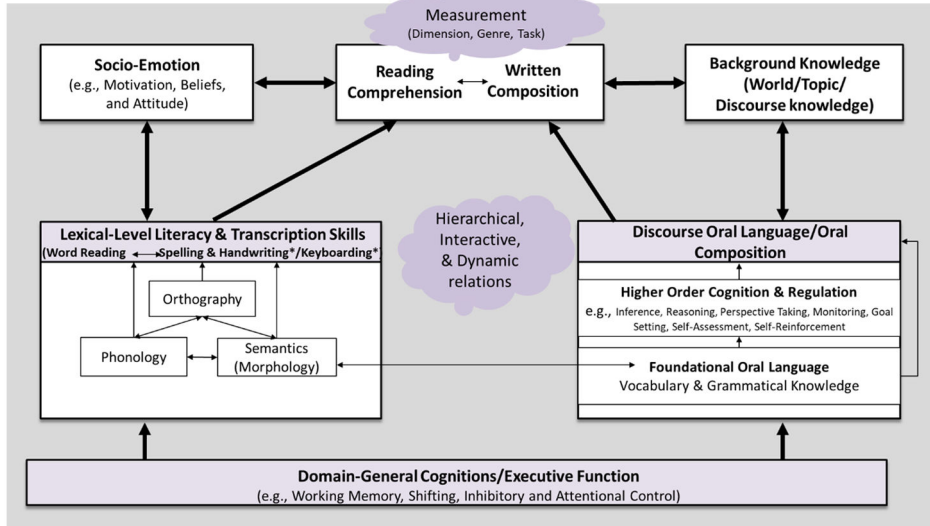 Measurement
(Dimension, Genre, Task)
Socio-Emotion
(e.g., Motivation, Beliefs,
and Attitude)
Reading
Comprehension
Written
Composition
Background Knowledge
(World/Topic/
Discourse knowledge)
Hierarchical,
Interactive,
& Dynamic
relations
Lexical-Level Literacy & Transcription Skills
(Word Reading Spelling & Handwriting*/Keyboarding*)
Orthography
Phonology
Semantics
(Morphology)
Discourse Oral Language/Oral
Composition
Higher Order Cognition & Regulation
e.g., Inference, Reasoning, Perspective Taking, Monitoring, Goal
Setting, Self-Assessment, Self-Reinforcement
Foundational Oral Language
Vocabulary & Grammatical Knowledge
Domain-General Cognitions/Executive Function
(e.g., Working Memory, Shifting, Inhibitory and Attentional Control)